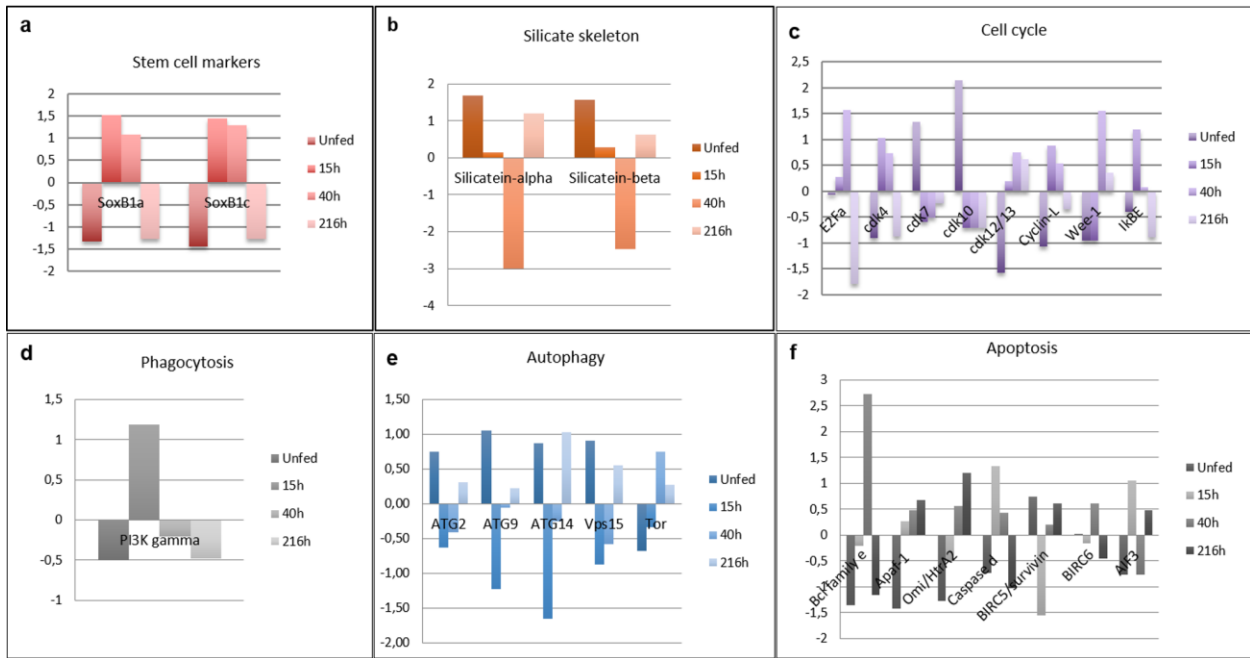 a
Stem cell markers
2
1,5
1
0,5
0
-0,5
-1
-1,5
-2
SoxB1a
SoxB1c
Unfed
15h
40h
216h
b
Silicate skeleton
2
1
0
-1
-2
-3
-4
Silicatein-alpha
Silicatein-beta
Unfed
15h
40h
216h
c
Cell cycle
2,5
2
1,5
1
0,5
0
-0,5
-1
-1,5
-2
E2Fa
cdk4
cdk7
cdk10
cdk12/13
Cyclin-L
Wee-1
IkBE
Unfed
15h
40h
216h
d
Phagocytosis
1,5
1
0,5
0
-0,5
-1
PI3K gamma
Unfed
15h
40h
216h
e
Autophagy
1,50
1,00
0,50
0,00
-0,50
-1,00
-1,50
-2,00
ATG2
ATG9
ATG14
Vps15
Tor
Unfed
15h
40h
216h
f
Apoptosis
3
2,5
2
1,5
1
0,5
0
-0,5
-1
-1,5
-2
Bcl family e
Apaf-1
Omi/HtrA2
Caspase d
BIRC5/survivin
BIRC6
AIF3
Unfed
15h
40h
216h